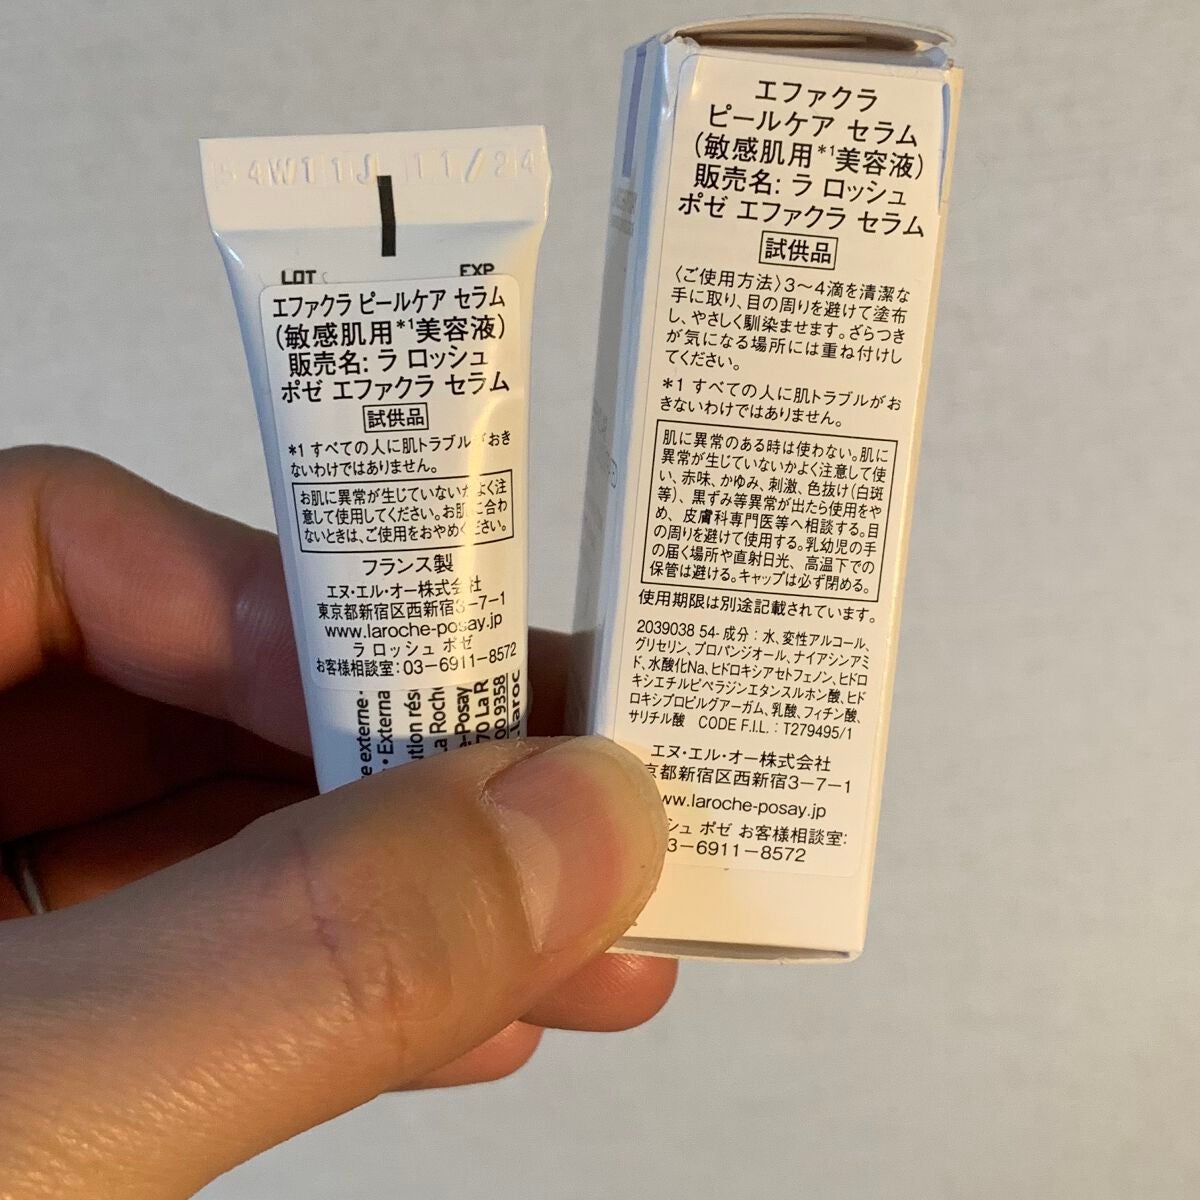 54W11J 11/24
LOT
EXP
エファクラ ピールケア セラム
(敏感肌用*1美容液)
販売名: ラ ロッシュ
ポゼ エファクラ セラム
試供品
*1 すべての人に肌トラブルがおき
ないわけではありません。
お肌に異常が生じていないかよく注
意して使用してください。お肌に合わ
ないときは、ご使用をおやめください。
フランス製
エヌ・エル・オー株式会社
東京都新宿区西新宿3-7-1
www.laroche-posay.jp
ラ ロッシュ ポゼ
お客様相談室:03-6911-8572
e externe
• Externa
ution rés
a Roche
-Posay
70 La R
00 9358
.laroc
エファクラ
ピールケア セラム
(敏感肌用*1美容液)
販売名: ラ ロッシュ
ポゼ エファクラ セラム
試供品
〈ご使用方法〉3〜4滴を清潔な
手に取り、目の周りを避けて塗布
し、やさしく馴染ませます。ざらつき
が気になる場所には重ね付けし
てください。
*1 すべての人に肌トラブルがお
きないわけではありません。
肌に異常のある時は使わない。肌に
異常が生じていないかよく注意して使
い、赤味、かゆみ、刺激、色抜け(白斑
等)、黒ずみ等異常が出たら使用をや
め、皮膚科専門医等へ相談する。目
の周りを避けて使用する。乳幼児の手
の届く場所や直射日光、高温下での
保管は避ける。キャップは必ず閉める。
使用期限は別途記載されています。
2039038 54- 成分：水、変性アルコール、
グリセリン、プロパンジオール、ナイアシンアミ
ド、水酸化Na、ヒドロキシアセトフェノン、ヒドロ
キシエチルピペラジンエタンスルホン酸、ヒド
ロキシプロピルグアーガム、乳酸、フィチン酸、
サリチル酸 CODE F.I.L. : T279495/1
エヌ・エル・オー株式会社
京都新宿区西新宿3-7-1
ww.laroche-posay.jp
シュ ポゼ お客様相談室:
3-6911-8572